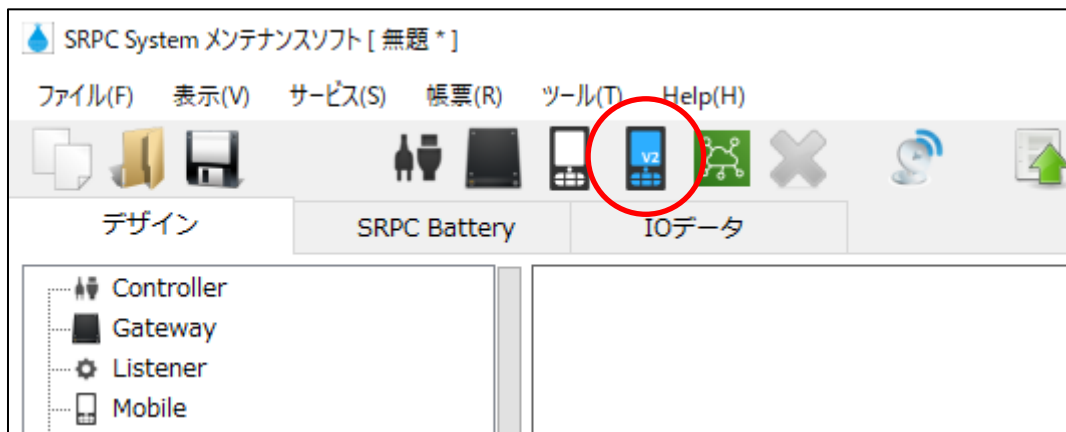 SRPC System メンテナンスソフト [ 無題 * ]
ファイル(F) 表示(V) サービス(S) 帳票(R) ツール(T) Help(H)
V2
デザイン SRPC Battery IOデータ
Controller
Gateway
Listener
Mobile